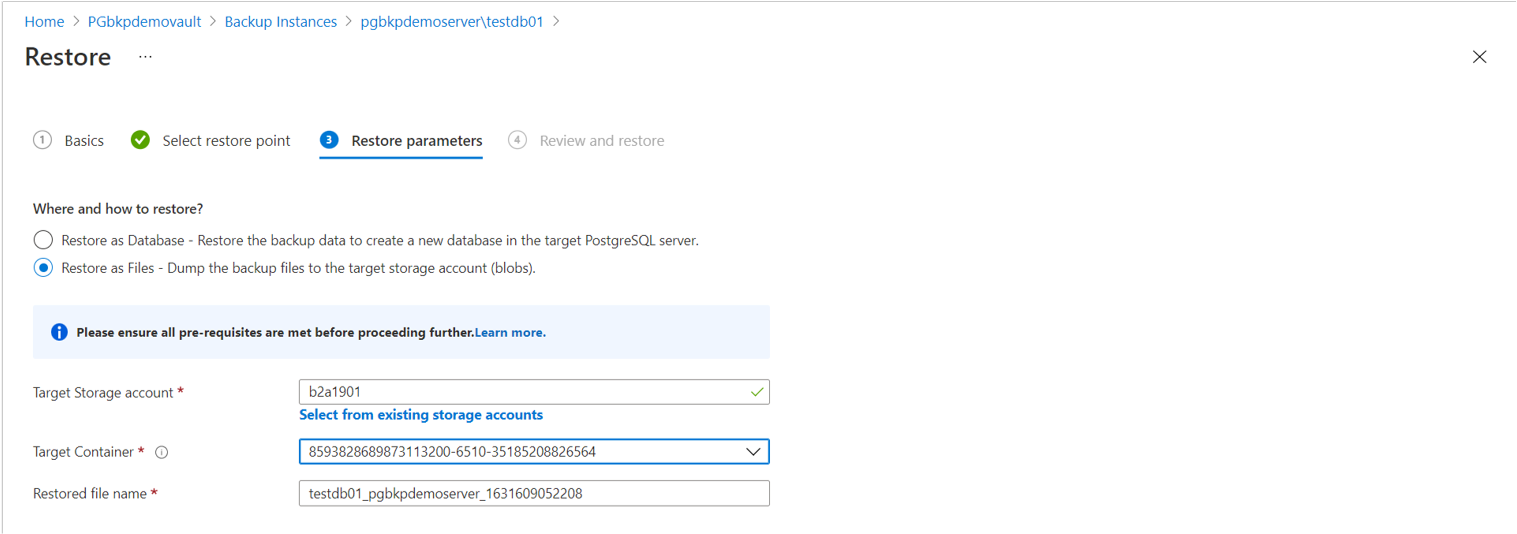 Home > PGbkpdemovault > Backup Instances > pgbkpdemoserver\testdb01 >
Restore ...
1 Basics Select restore point 3 Restore parameters 4 Review and restore
Where and how to restore?
Restore as Database - Restore the backup data to create a new database in the target PostgreSQL server.
Restore as Files - Dump the backup files to the target storage account (blobs).
Please ensure all pre-requisites are met before proceeding further.Learn more.
Target Storage account * b2a1901
Select from existing storage accounts
Target Container * 8593828689873113200-6510-35185208826564
Restored file name * testdb01_pgbkpdemoserver_1631609052208